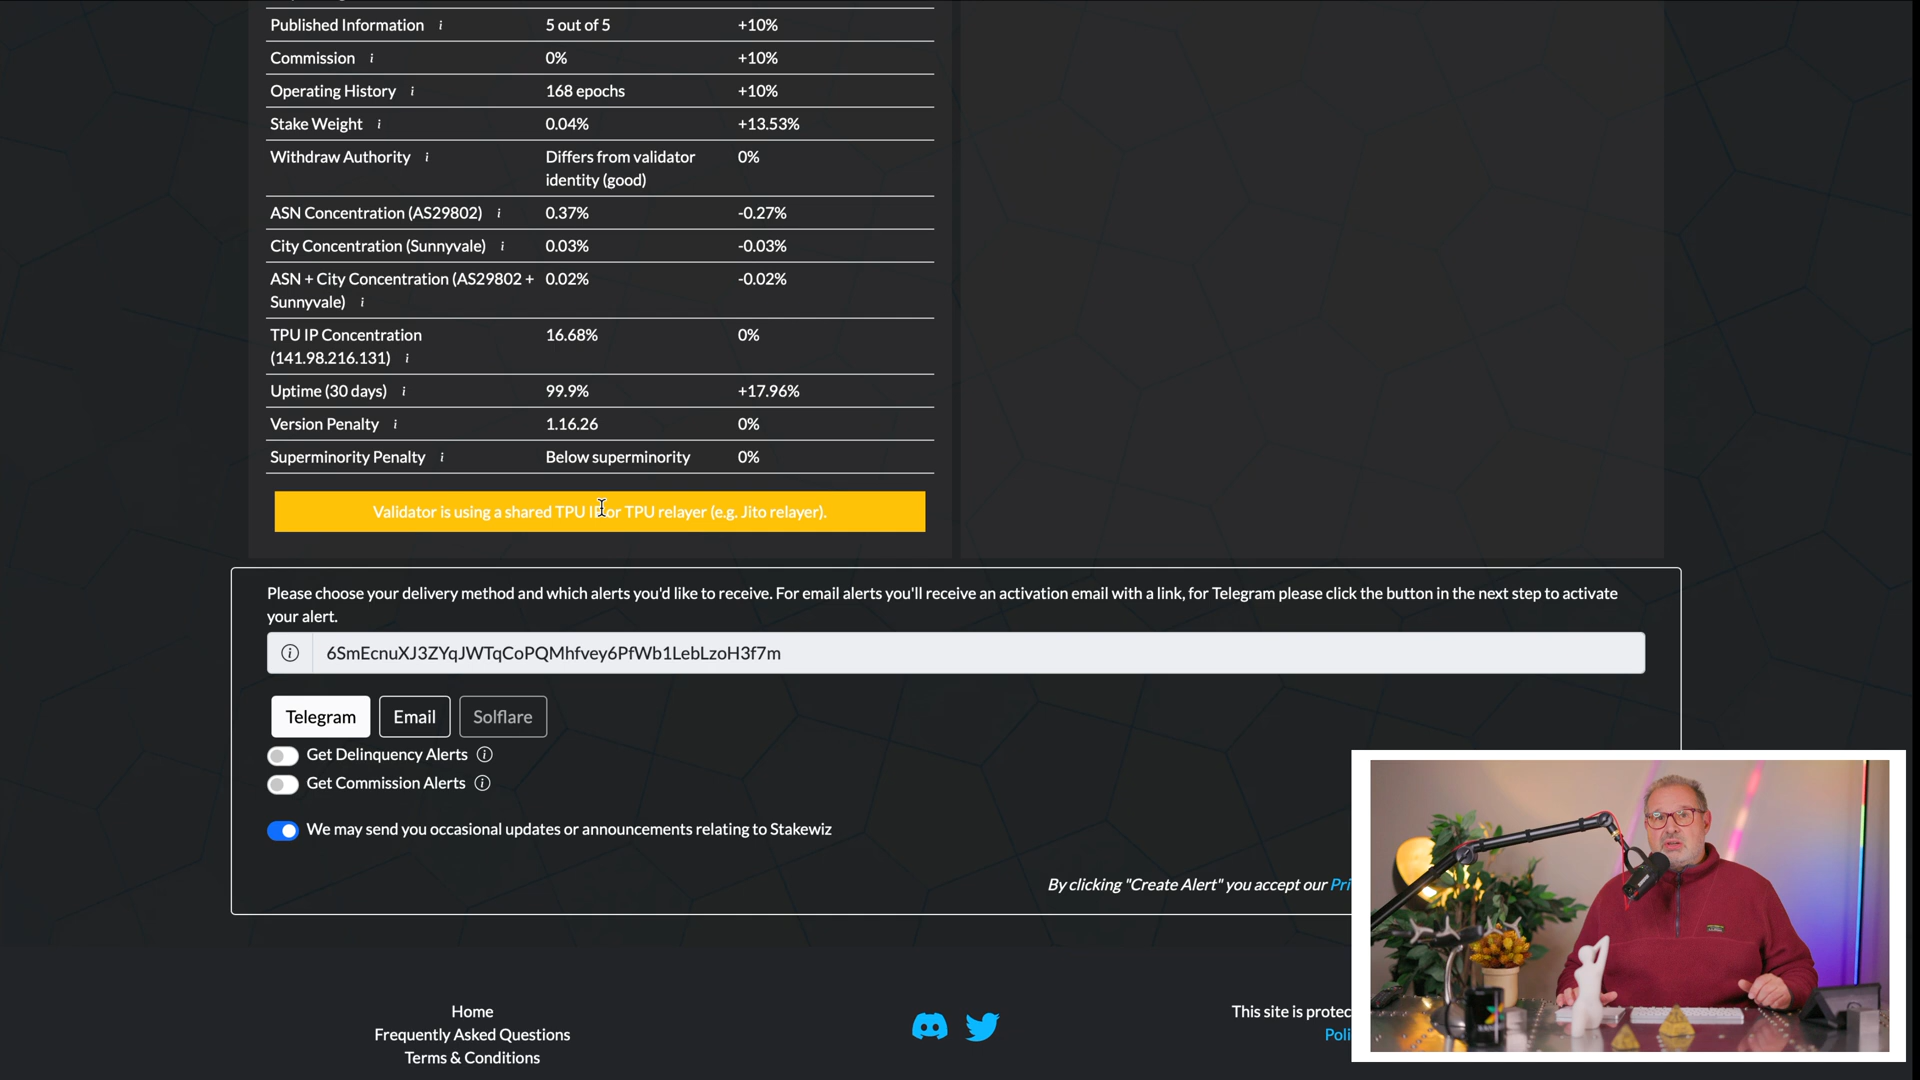 Published Information i 5 out of 5 +10%
Commission i 0% +10%
Operating History i 168 epochs +10%
Stake Weight i 0.04% +13.53%
Withdraw Authority i Differs from validator 0%
identity (good)
ASN Concentration (AS29802) i 0.37% -0.27%
City Concentration (Sunnyvale) i 0.03% -0.03%
ASN + City Concentration (AS29802 + 0.02% -0.02%
Sunnyvale) i
TPU IP Concentration 16.68% 0%
(141.98.216.131) i
Uptime (30 days) i 99.9% +17.96%
Version Penalty i 1.16.26 0%
Superminority Penalty i Below superminority 0%
Validator is using a shared TPU IP or TPU relayer (e.g. Jito relayer).
Please choose your delivery method and which alerts you'd like to receive. For email alerts you'll receive an activation email with a link, for Telegram please click the button in the next step to activate
your alert.
6SmEcnuXJ3ZYqJWTqCoPQMhfvey6PfWb1LebLzoH3f7m
Telegram Email Solflare
Get Delinquency Alerts
Get Commission Alerts
We may send you occasional updates or announcements relating to Stakewiz
By clicking "Create Alert" you accept our Pri
Home
Frequently Asked Questions
Terms & Conditions
This site is protec
Poli